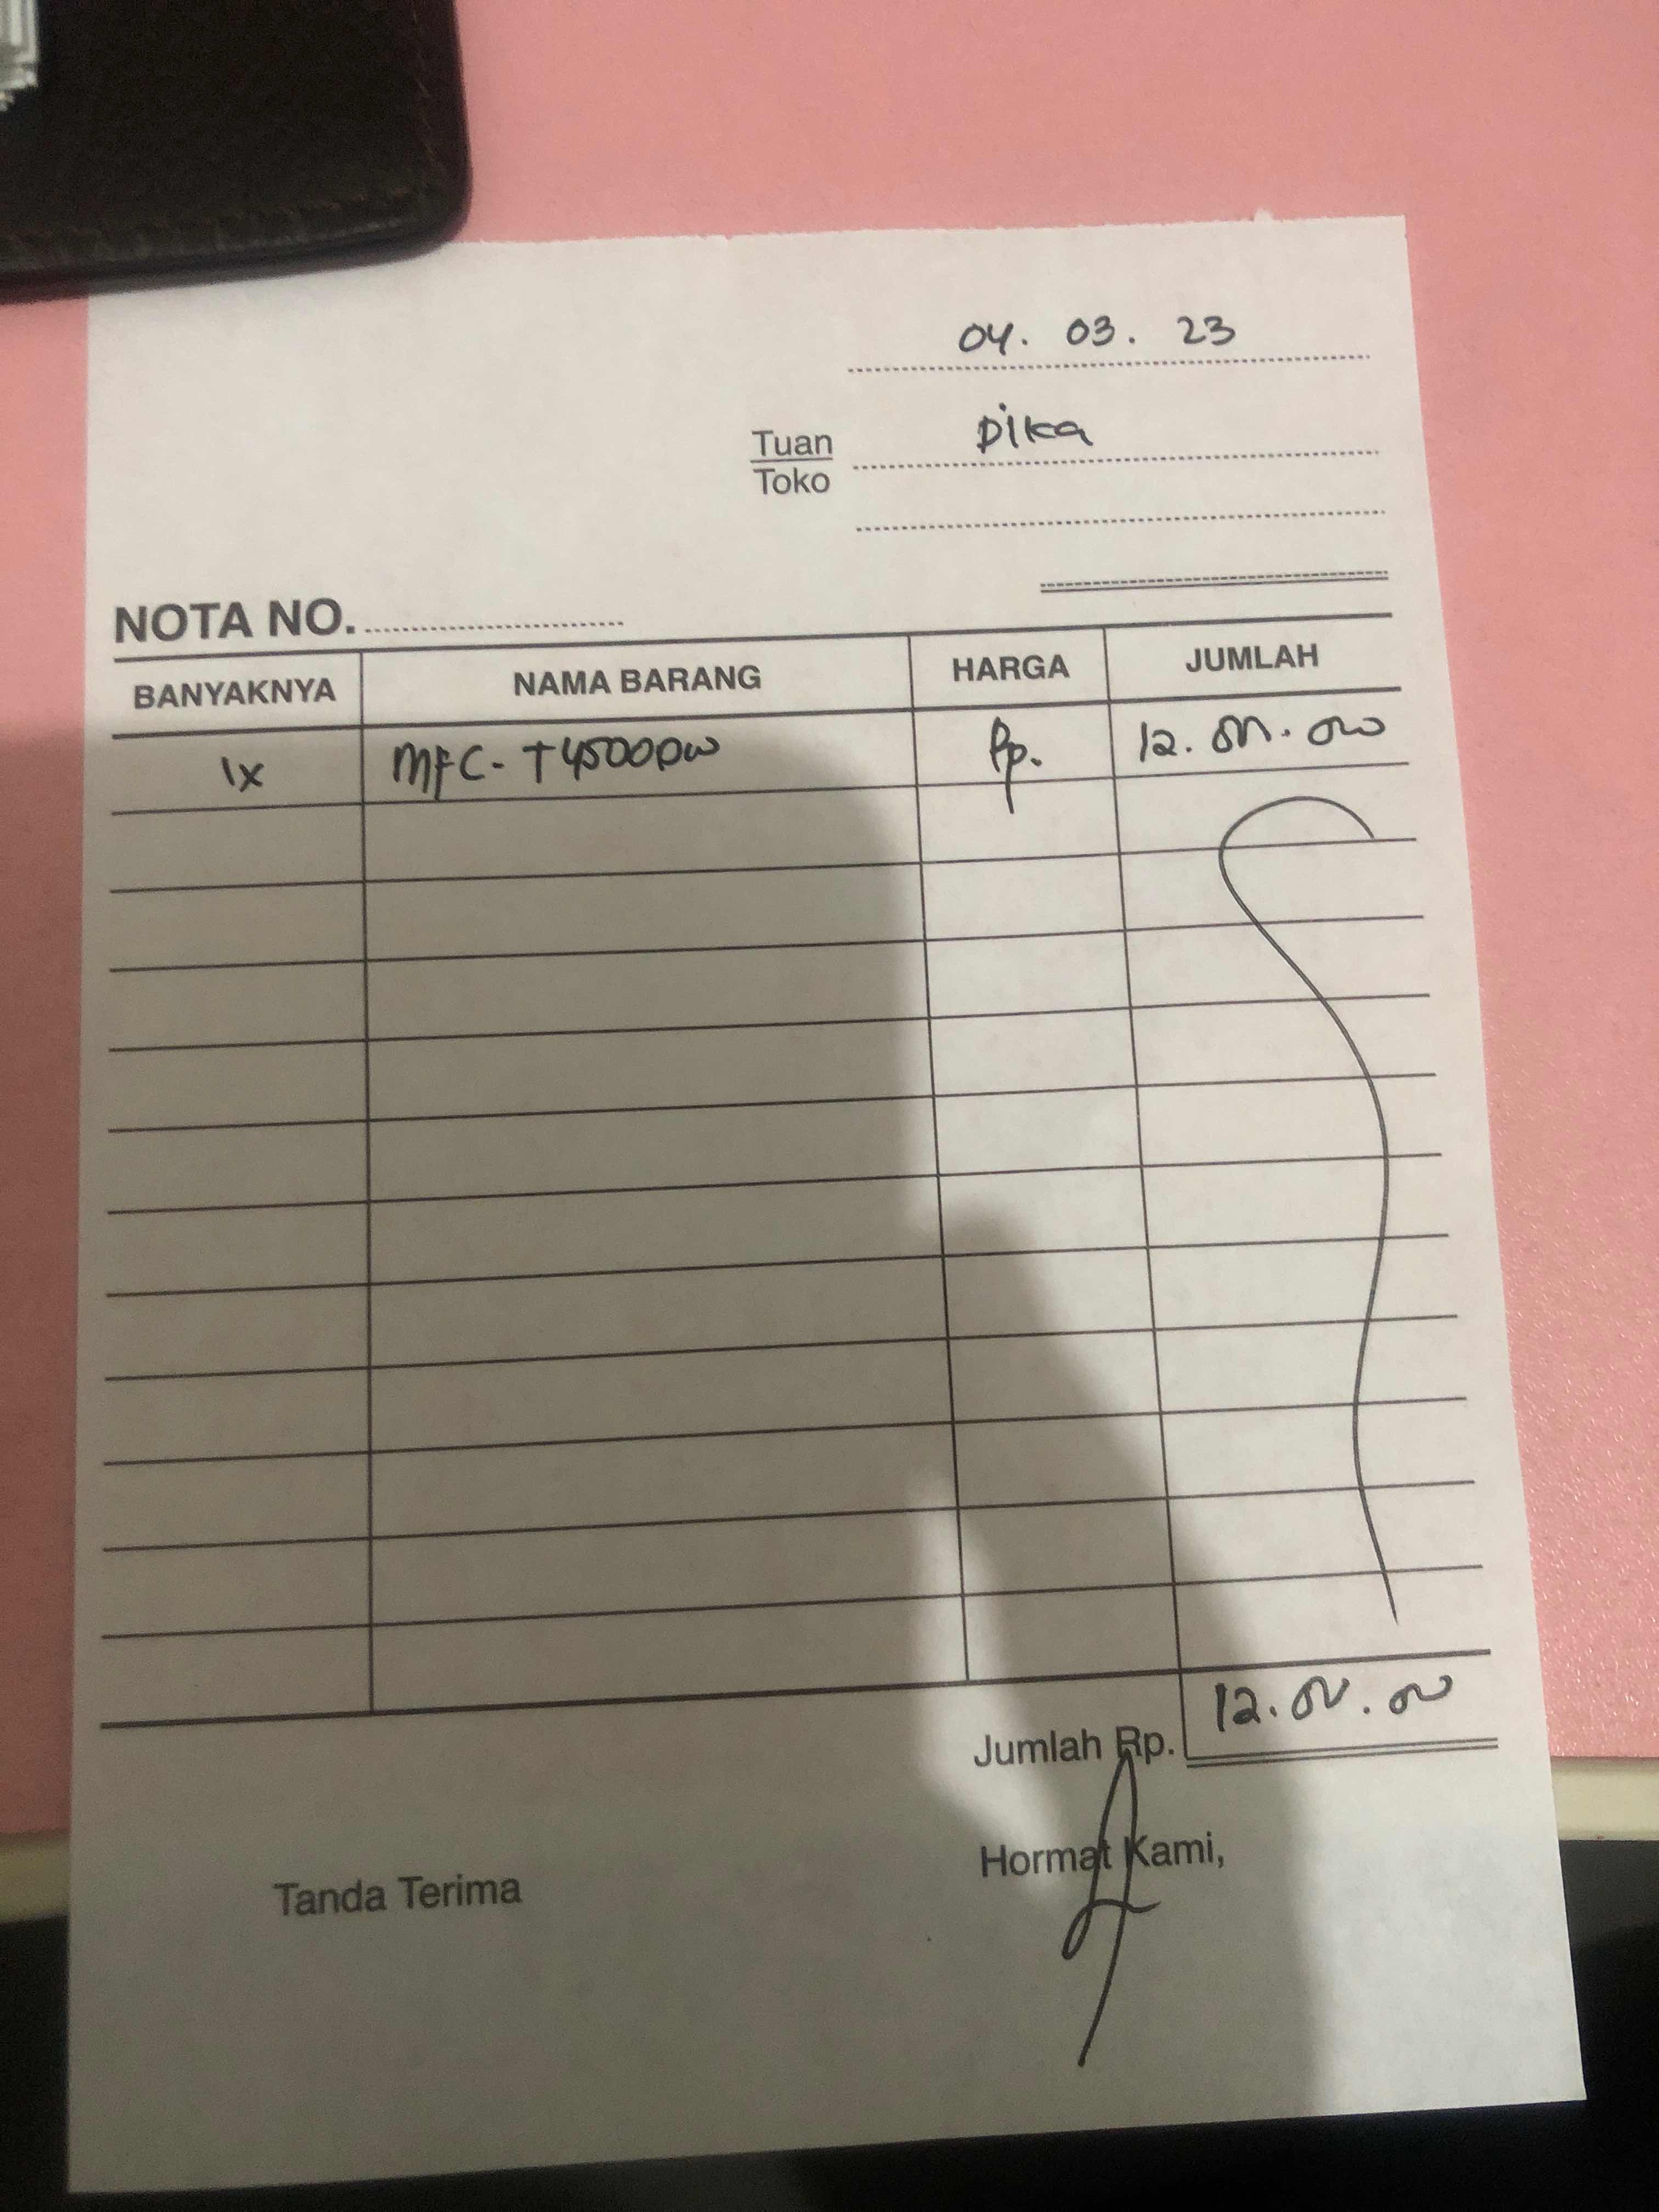 04. 03. 23
Tuan Dika
Toko
NOTA NO.
BANYAKNYA NAMA BARANG HARGA JUMLAH
1x MFC-T4500DW Rp. 12.000.000
Jumlah Rp. 12.000.000
Tanda Terima Hormat Kami,